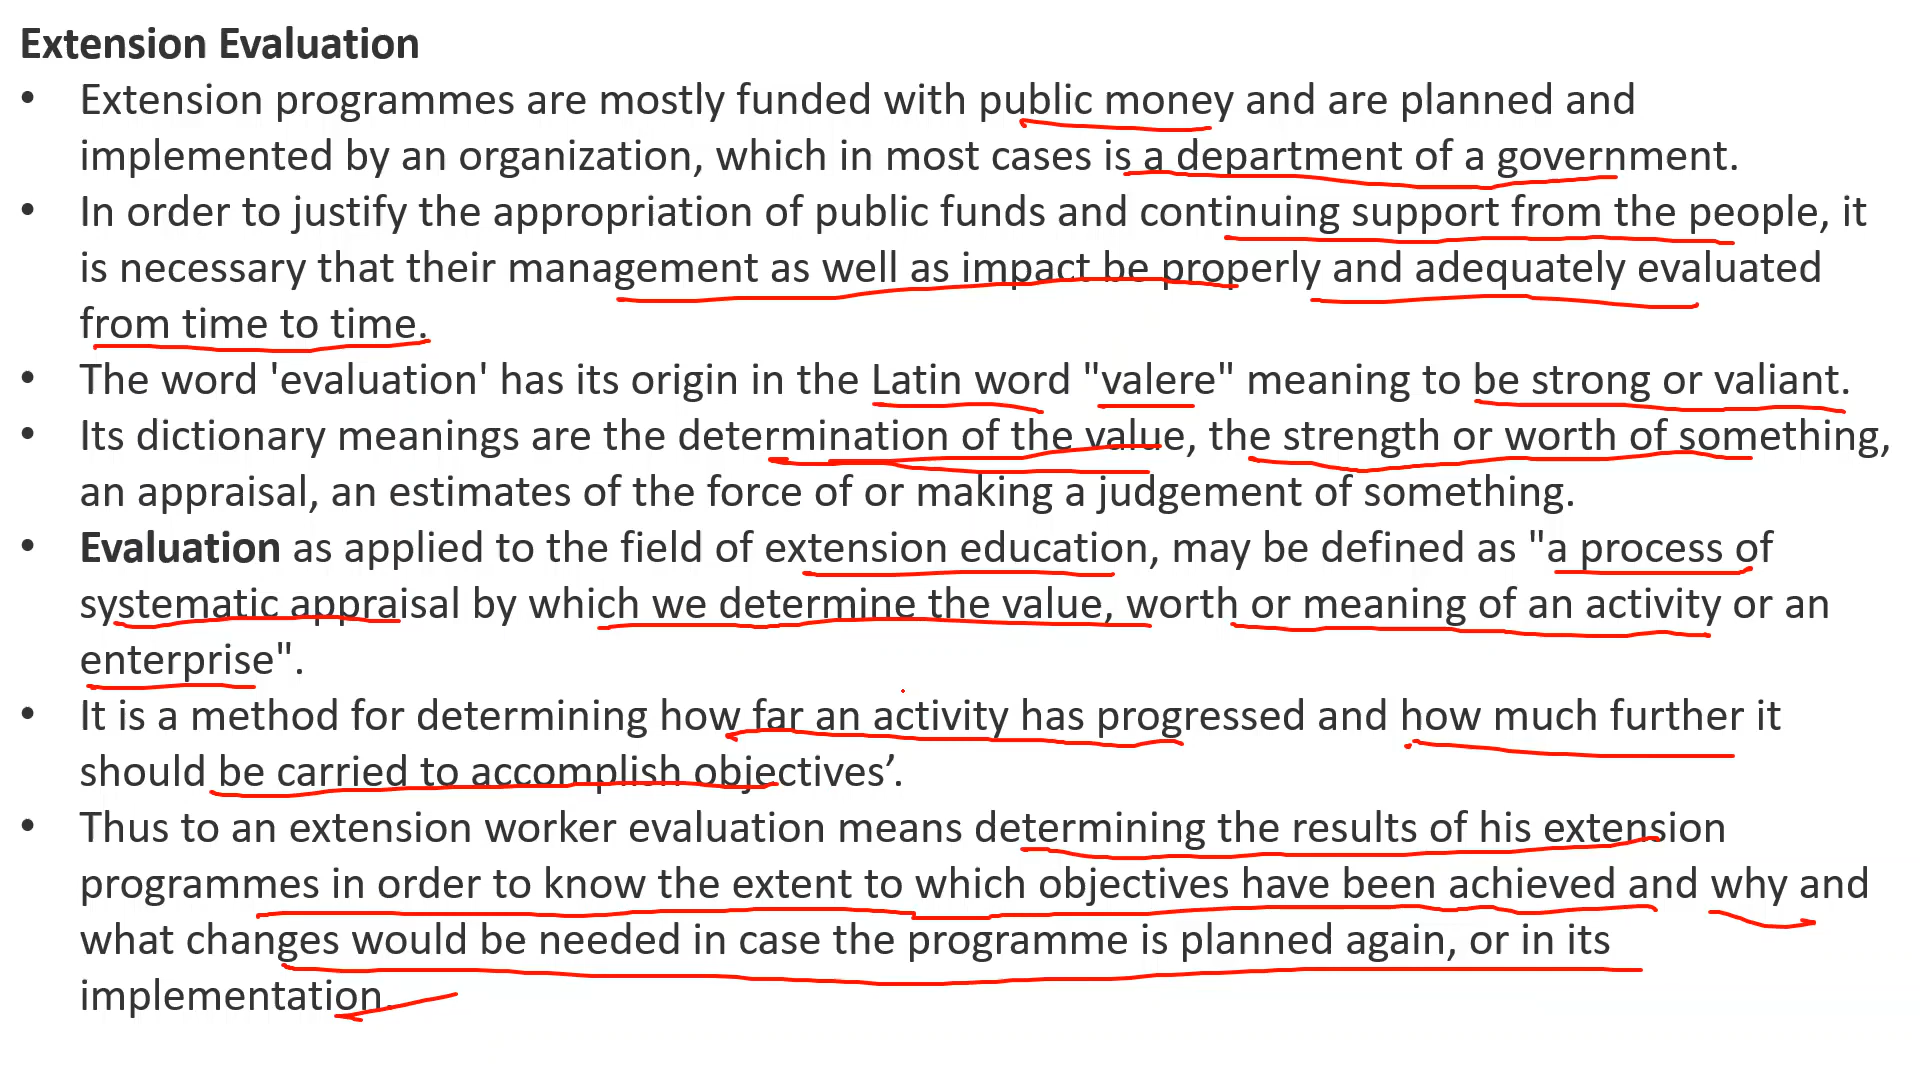 Extension Evaluation
• Extension programmes are mostly funded with public money and are planned and
implemented by an organization, which in most cases is a department of a government.
• In order to justify the appropriation of public funds and continuing support from the people, it
is necessary that their management as well as impact be properly and adequately evaluated
from time to time.
• The word 'evaluation' has its origin in the Latin word "valere" meaning to be strong or valiant.
• Its dictionary meanings are the determination of the value, the strength or worth of something,
an appraisal, an estimates of the force of or making a judgement of something.
• Evaluation as applied to the field of extension education, may be defined as "a process of
systematic appraisal by which we determine the value, worth or meaning of an activity or an
enterprise".
• It is a method for determining how far an activity has progressed and how much further it
should be carried to accomplish objectives’.
• Thus to an extension worker evaluation means determining the results of his extension
programmes in order to know the extent to which objectives have been achieved and why and
what changes would be needed in case the programme is planned again, or in its
implementation.